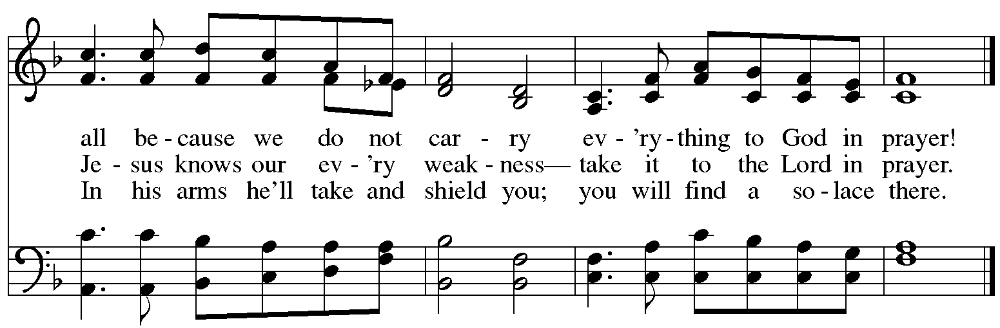 all be - cause we do not car - ry ev - ’ry - thing to God in prayer!
Je - sus knows our ev - ’ry weak - ness— take it to the Lord in prayer.
In his arms he’ll take and shield you; you will find a so - lace there.